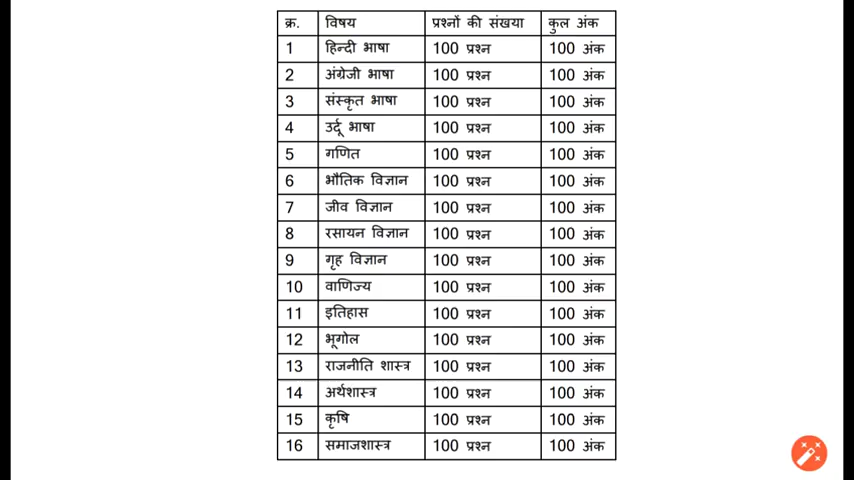 क्र. विषय प्रश्नों की संखया कुल अंक
1 हिन्दी भाषा 100 प्रश्न 100 अंक
2 अंग्रेजी भाषा 100 प्रश्न 100 अंक
3 संस्कृत भाषा 100 प्रश्न 100 अंक
4 उर्दू भाषा 100 प्रश्न 100 अंक
5 गणित 100 प्रश्न 100 अंक
6 भौतिक विज्ञान 100 प्रश्न 100 अंक
7 जीव विज्ञान 100 प्रश्न 100 अंक
8 रसायन विज्ञान 100 प्रश्न 100 अंक
9 गृह विज्ञान 100 प्रश्न 100 अंक
10 वाणिज्य 100 प्रश्न 100 अंक
11 इतिहास 100 प्रश्न 100 अंक
12 भूगोल 100 प्रश्न 100 अंक
13 राजनीति शास्त्र 100 प्रश्न 100 अंक
14 अर्थशास्त्र 100 प्रश्न 100 अंक
15 कृषि 100 प्रश्न 100 अंक
16 समाजशास्त्र 100 प्रश्न 100 अंक